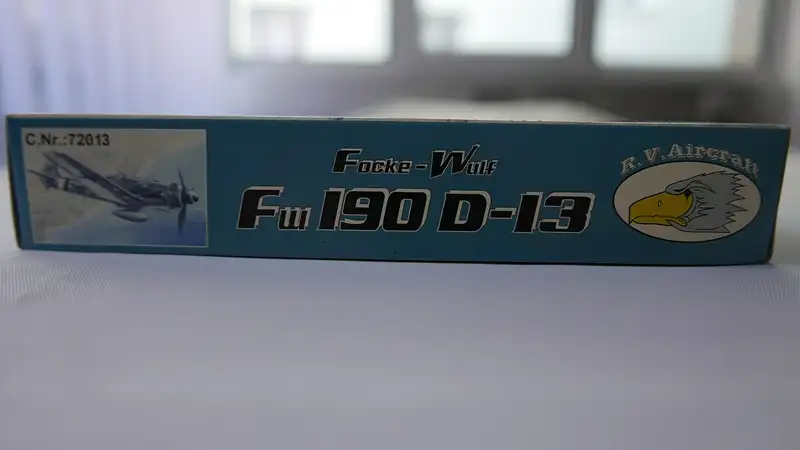 C.Nr.:72013
Focke-Wulf
Fw 190 D-13
R.V.Aircraft